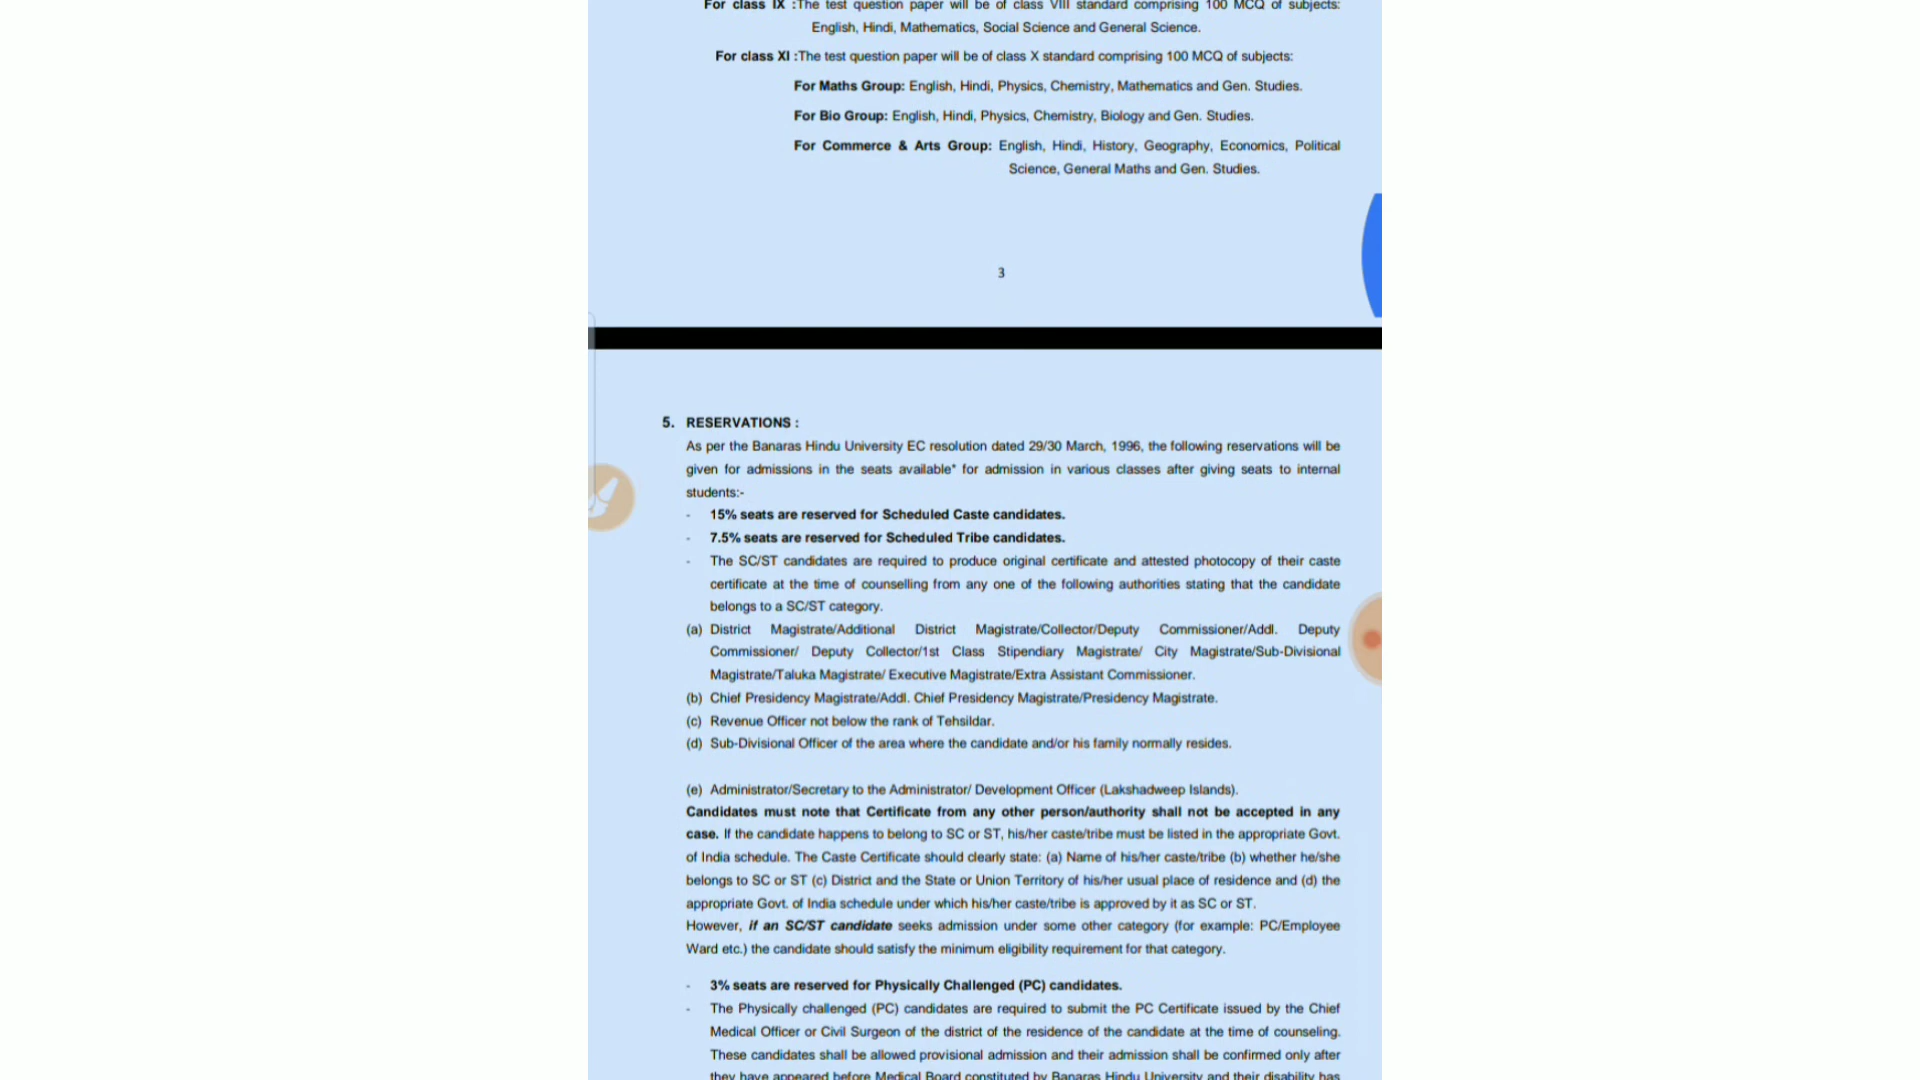 For class IX :The test question paper will be of class VIII standard comprising 100 MCQ of subjects:
English, Hindi, Mathematics, Social Science and General Science.
For class XI :The test question paper will be of class X standard comprising 100 MCQ of subjects:
For Maths Group: English, Hindi, Physics, Chemistry, Mathematics and Gen. Studies.
For Bio Group: English, Hindi, Physics, Chemistry, Biology and Gen. Studies.
For Commerce & Arts Group: English, Hindi, History, Geography, Economics, Political
Science, General Maths and Gen. Studies.
3
5. RESERVATIONS :
As per the Banaras Hindu University EC resolution dated 29/30 March, 1996, the following reservations will be
given for admissions in the seats available* for admission in various classes after giving seats to internal
students:-
- 15% seats are reserved for Scheduled Caste candidates.
- 7.5% seats are reserved for Scheduled Tribe candidates.
- The SC/ST candidates are required to produce original certificate and attested photocopy of their caste
certificate at the time of counselling from any one of the following authorities stating that the candidate
belongs to a SC/ST category.
(a) District Magistrate/Additional District Magistrate/Collector/Deputy Commissioner/Addl. Deputy
Commissioner/ Deputy Collector/1st Class Stipendiary Magistrate/ City Magistrate/Sub-Divisional
Magistrate/Taluka Magistrate/ Executive Magistrate/Extra Assistant Commissioner.
(b) Chief Presidency Magistrate/Addl. Chief Presidency Magistrate/Presidency Magistrate.
(c) Revenue Officer not below the rank of Tehsildar.
(d) Sub-Divisional Officer of the area where the candidate and/or his family normally resides.
(e) Administrator/Secretary to the Administrator/ Development Officer (Lakshadweep Islands).
Candidates must note that Certificate from any other person/authority shall not be accepted in any
case. If the candidate happens to belong to SC or ST, his/her caste/tribe must be listed in the appropriate Govt.
of India schedule. The Caste Certificate should clearly state: (a) Name of his/her caste/tribe (b) whether he/she
belongs to SC or ST (c) District and the State or Union Territory of his/her usual place of residence and (d) the
appropriate Govt. of India schedule under which his/her caste/tribe is approved by it as SC or ST.
However, if an SC/ST candidate seeks admission under some other category (for example: PC/Employee
Ward etc.) the candidate should satisfy the minimum eligibility requirement for that category.
- 3% seats are reserved for Physically Challenged (PC) candidates.
- The Physically challenged (PC) candidates are required to submit the PC Certificate issued by the Chief
Medical Officer or Civil Surgeon of the district of the residence of the candidate at the time of counseling.
These candidates shall be allowed provisional admission and their admission shall be confirmed only after
they have appeared before Medical Board constituted by Banaras Hindu University and their disability has